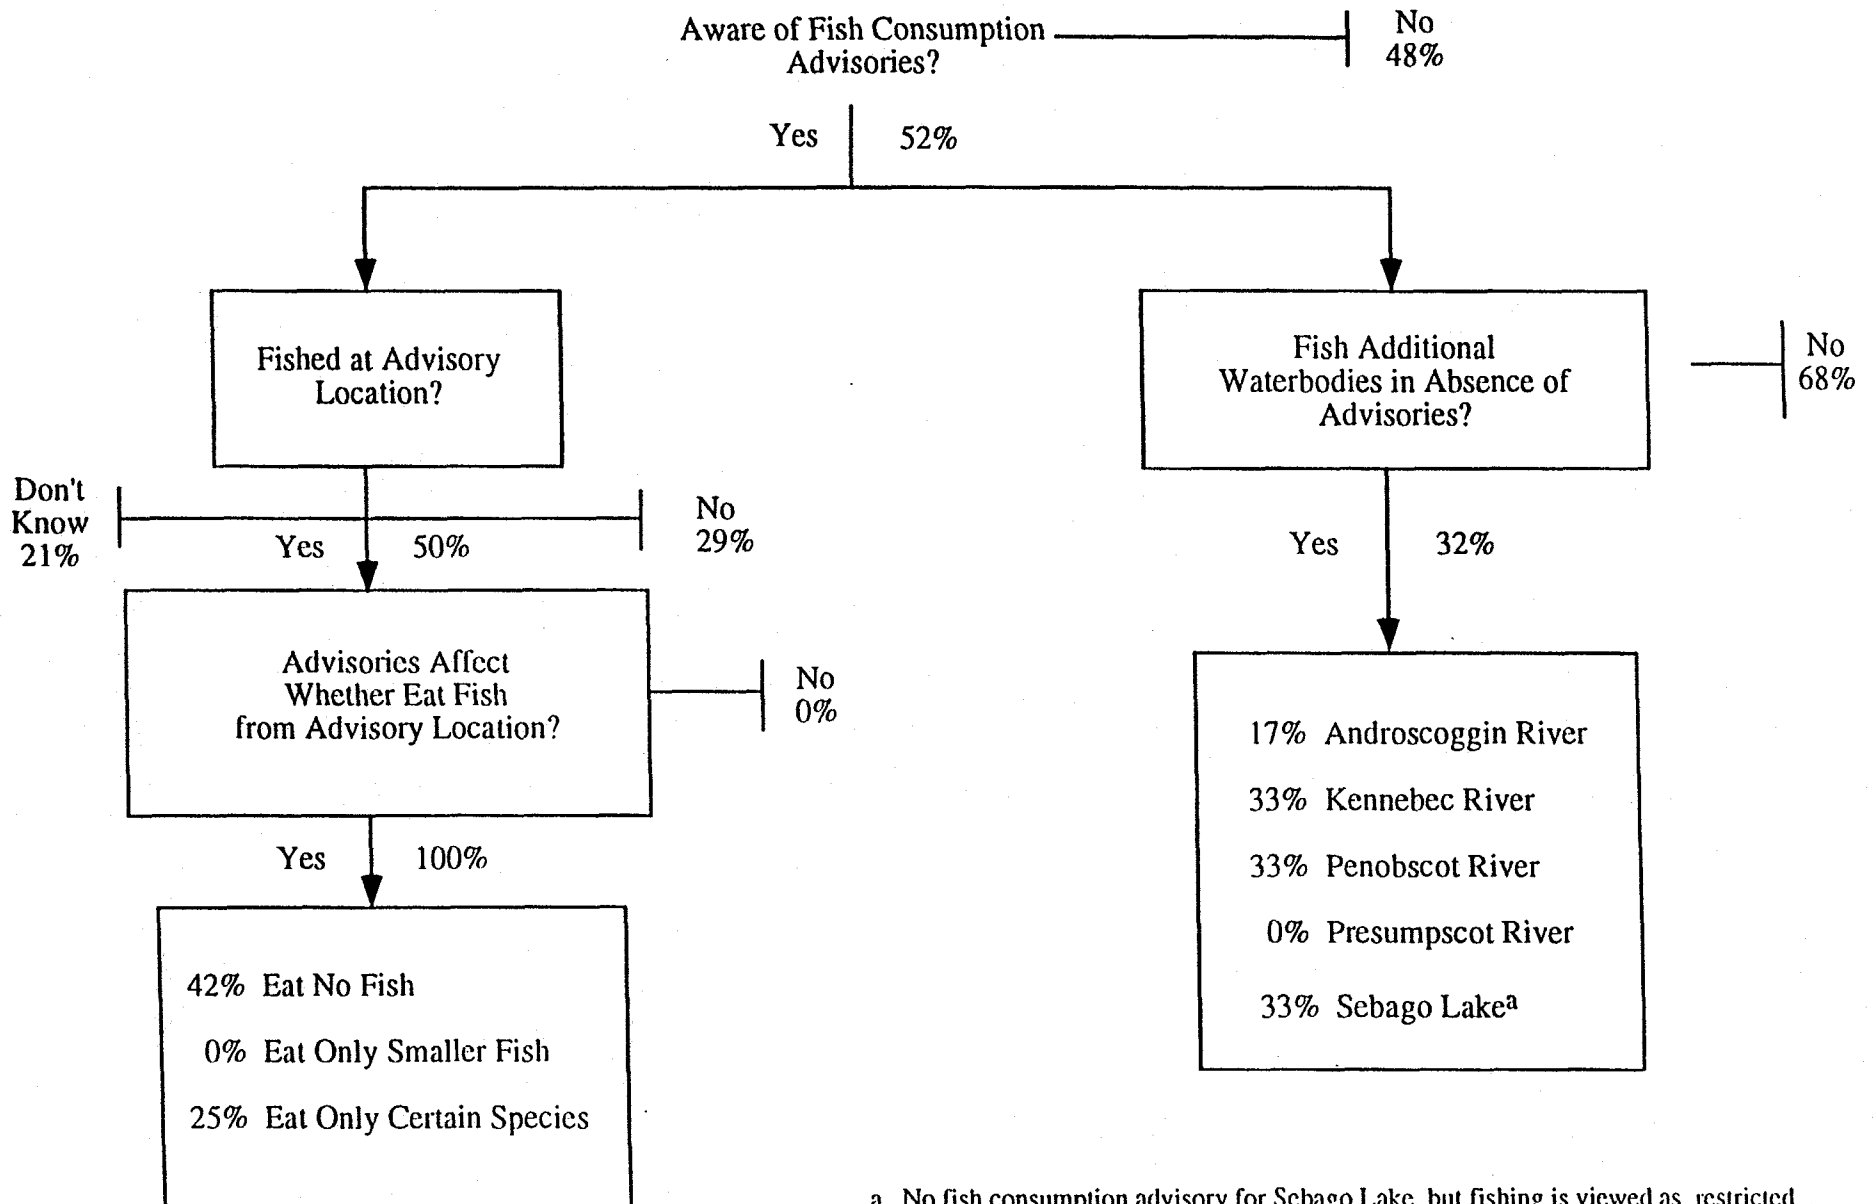 Aware of Fish Consumption
Advisories?
No
48%
Yes 52%
Fished at Advisory
Location?
Fish Additional
Waterbodies in Absence of
Advisories?
No
68%
Don't
Know
21%
No
29%
Yes 50%
Yes 32%
Advisories Affect
Whether Eat Fish
from Advisory Location?
No
0%
Yes 100%
17% Androscoggin River
33% Kennebec River
33% Penobscot River
0% Presumpscot River
33% Sebago Lakeª
42% Eat No Fish
0% Eat Only Smaller Fish
25% Eat Only Certain Species
a No fish consumption advisory for Sebago Lake, but fishing is viewed as restricted